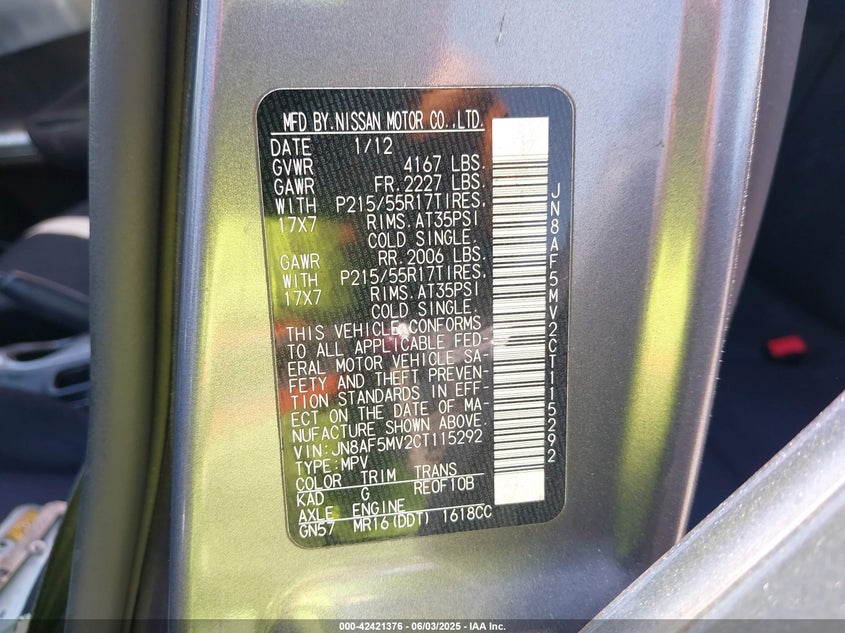 MFD BY.NISSAN MOTOR CO.,LTD.
DATE 1/12
GVWR 4167 LBS.
GAWR FR.2227 LBS.
WITH P215/55R17TIRES.
17X7 RIMS.AT35PSI
COLD SINGLE.
GAWR RR.2006 LBS.
WITH P215/55R17TIRES.
17X7 RIMS.AT35PSI
COLD SINGLE.
THIS VEHICLE CONFORMS
TO ALL APPLICABLE FED-
ERAL MOTOR VEHICLE SA-
FETY AND THEFT PREVEN-
TION STANDARDS IN EFF-
ECT ON THE DATE OF MA-
NUFACTURE SHOWN ABOVE.
VIN:JN8AF5MV2CT115292
TYPE:MPV
COLOR TRIM TRANS
KAD G RE0F10B
AXLE ENGINE
GN57 MR16(DDT) 1618CC
JN8AF5MV2CT115292
000-42421376 - 06/03/2025 - IAA Inc.